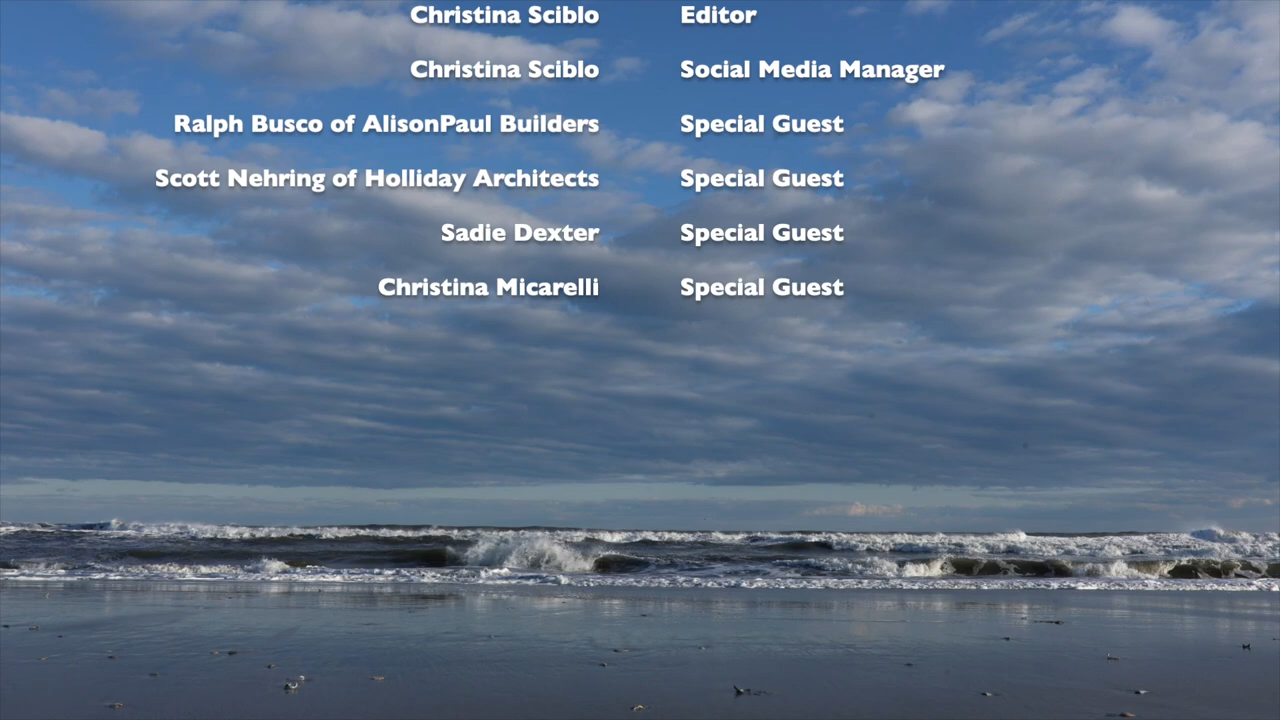 Christina Sciblo Editor
Christina Sciblo Social Media Manager
Ralph Busco of AlisonPaul Builders Special Guest
Scott Nehring of Holliday Architects Special Guest
Sadie Dexter Special Guest
Christina Micarelli Special Guest